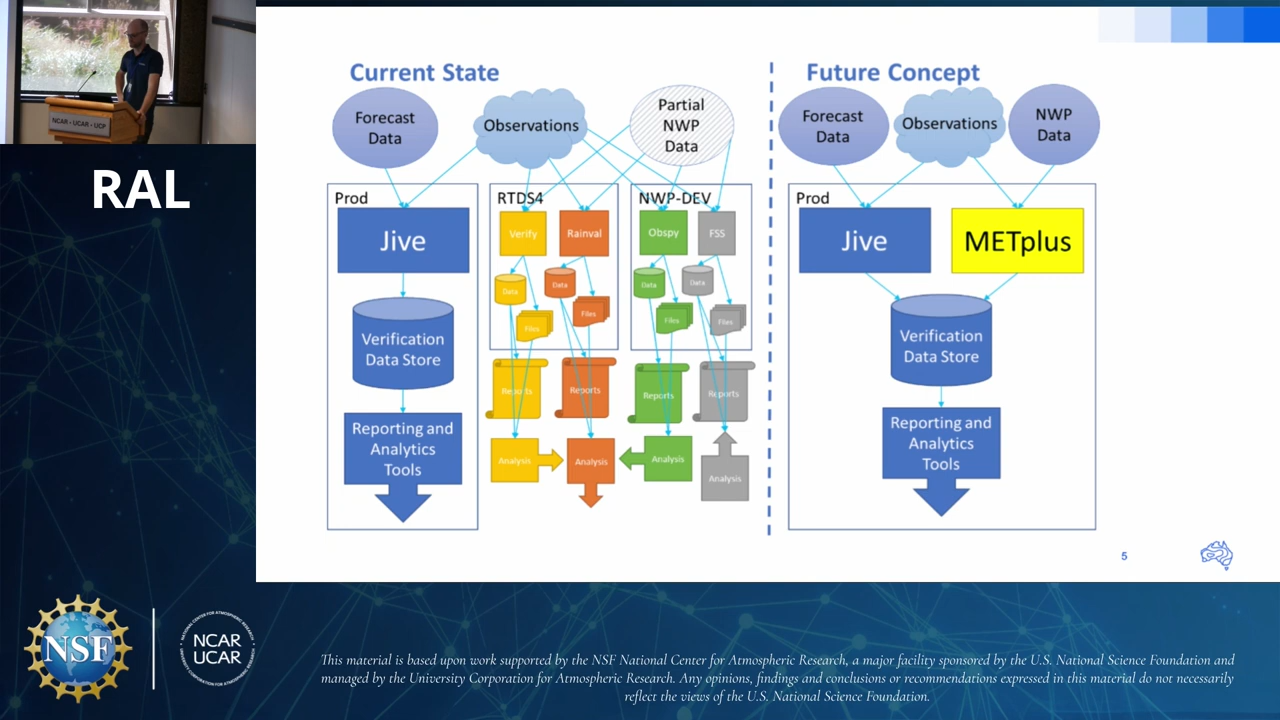 NCAR • UCAR • UCP
RAL
Current State
Future Concept
Forecast
Data
Observations
Partial
NWP
Data
Forecast
Data
Observations
NWP
Data
Prod
Jive
Verification
Data Store
Reporting and
Analytics
Tools
RTDS4
Verify
Rainval
Data
Data
Files
Files
Reports
Reports
Analysis
Analysis
NWP-DEV
Obspy
FSS
Data
Data
Files
Files
Reports
Reports
Analysis
Analysis
Prod
Jive
METplus
Verification
Data Store
Reporting and
Analytics
Tools
5
NSF
NCAR
UCAR
This material is based upon work supported by the NSF National Center for Atmospheric Research, a major facility sponsored by the U.S. National Science Foundation and
managed by the University Corporation for Atmospheric Research. Any opinions, findings and conclusions or recommendations expressed in this material do not necessarily
reflect the views of the U.S. National Science Foundation.